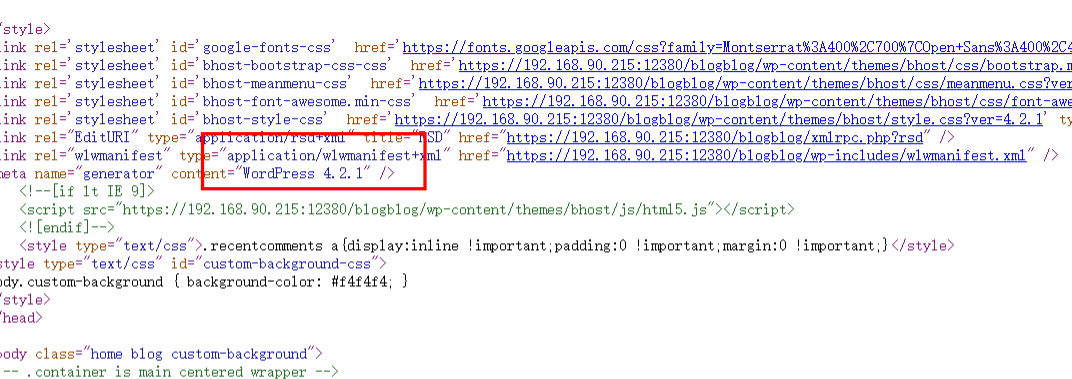 /style>
link rel='stylesheet' id='google-fonts-css'  href='https://fonts.googleapis.com/css?family=Montserrat%3A400%2C700%7COpen+Sans%3A400%2C4
link rel='stylesheet' id='bhost-bootstrap-css-css'  href='https://192.168.90.215:12380/blogblog/wp-content/themes/bhost/css/bootstrap.m
link rel='stylesheet' id='bhost-meanmenu-css'  href='https://192.168.90.215:12380/blogblog/wp-content/themes/bhost/css/meanmenu.css?ver
link rel='stylesheet' id='bhost-font-awesome.min-css'  href='https://192.168.90.215:12380/blogblog/wp-content/themes/bhost/css/font-awe
link rel='stylesheet' id='bhost-style-css'  href='https://192.168.90.215:12380/blogblog/wp-content/themes/bhost/style.css?ver=4.2.1' ty
link rel="EditURI" type="application/rsd+xml" title="RSD" href="https://192.168.90.215:12380/blogblog/xmlrpc.php?rsd" />
link rel="wlwmanifest" type="application/wlwmanifest+xml" href="https://192.168.90.215:12380/blogblog/wp-includes/wlwmanifest.xml" />
meta name="generator" content="WordPress 4.2.1" />
<!--[if lt IE 9]>
<script src="https://192.168.90.215:12380/blogblog/wp-content/themes/bhost/js/html5.js"></script>
<![endif]-->
<style type="text/css">.recentcomments a{display:inline !important;padding:0 !important;margin:0 !important;}</style>
style type="text/css" id="custom-background-css">
ody.custom-background { background-color: #f4f4f4; }
/style>
/head>
body class="home blog custom-background">
-- .container is main centered wrapper -->